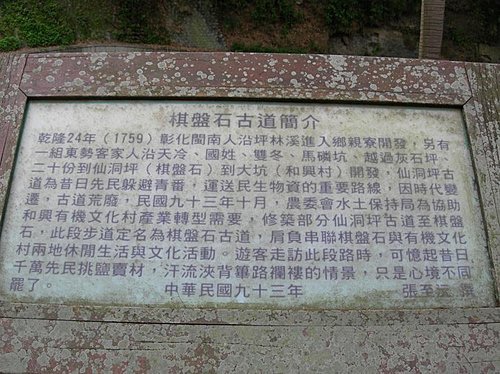 棋盤石古道簡介
乾隆24年（1759）彰化閩南人沿坪林溪進入鄉親寮開發，另有
一組東勢客家人沿天冷、國姓、雙冬、馬磷坑、越過灰石坪、
二十份到仙洞坪（棋盤石）到大坑（和興村）開發，仙洞坪古
道為昔日先民躲避青番，運送民生物資的重要路線，因時代變
遷，古道荒廢，民國九十三年十月，農委會水土保持局為協助
和興有機文化村產業轉型需要，修築部分仙洞坪古道至棋盤
石，此段步道定名為棋盤石古道，肩負串聯棋盤石與有機文化
村兩地休閒生活與文化活動。遊客走訪此段路時，可憶起昔日
千萬先民挑鹽賣材，汗流浹背篳路襤褸的情景，只是心境不同
罷了。 中華民國九十三年 張至 撰